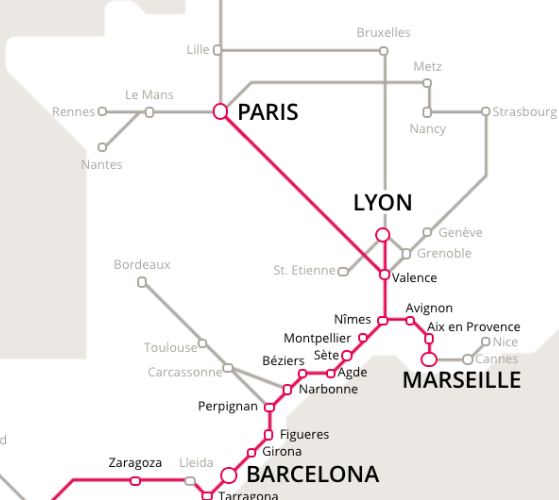 Bruxelles
Lille
Metz
Le Mans
Rennes
PARIS
Strasbourg
Nancy
Nantes
LYON
Genève
Grenoble
Bordeaux
St. Etienne
Valence
Avignon
Nîmes
Aix en Provence
Montpellier
Nice
Toulouse
Sète
Cannes
Béziers
Carcassonne
Agde
MARSEILLE
Narbonne
Perpignan
Figueres
Girona
Zaragoza
Lleida
BARCELONA
Tarragona